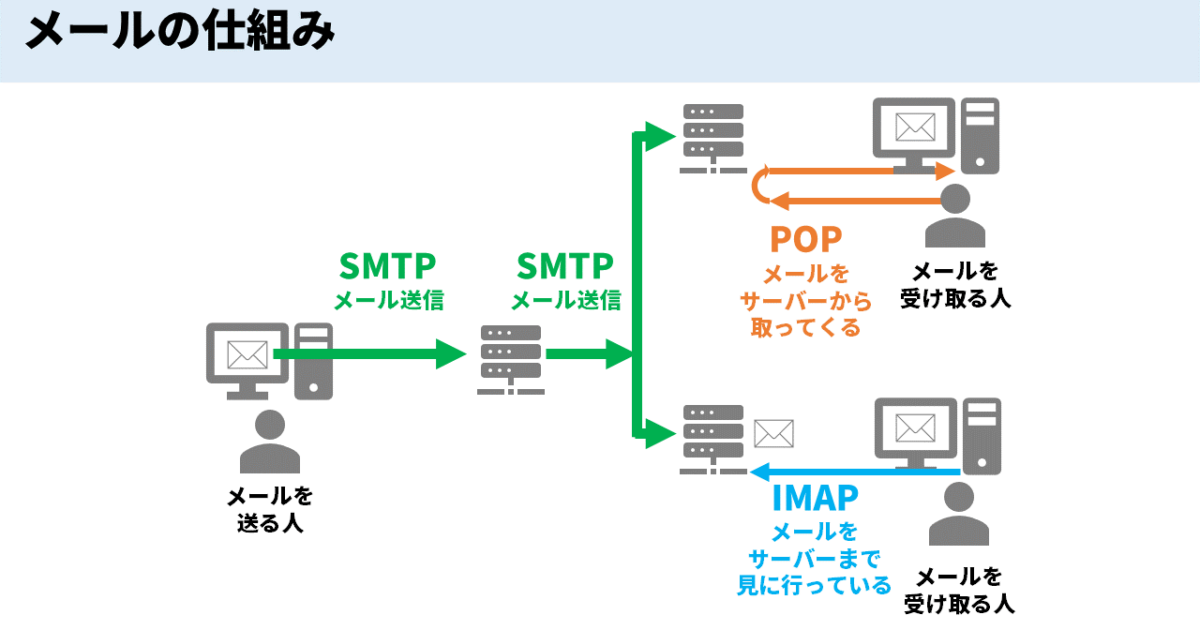 メールの仕組み
SMTP
メール送信
SMTP
メール送信
メールを
送る人
POP
メールを
サーバーから
取ってくる
メールを
受け取る人
IMAP
メールを
サーバーまで
見に行っている
メールを
受け取る人